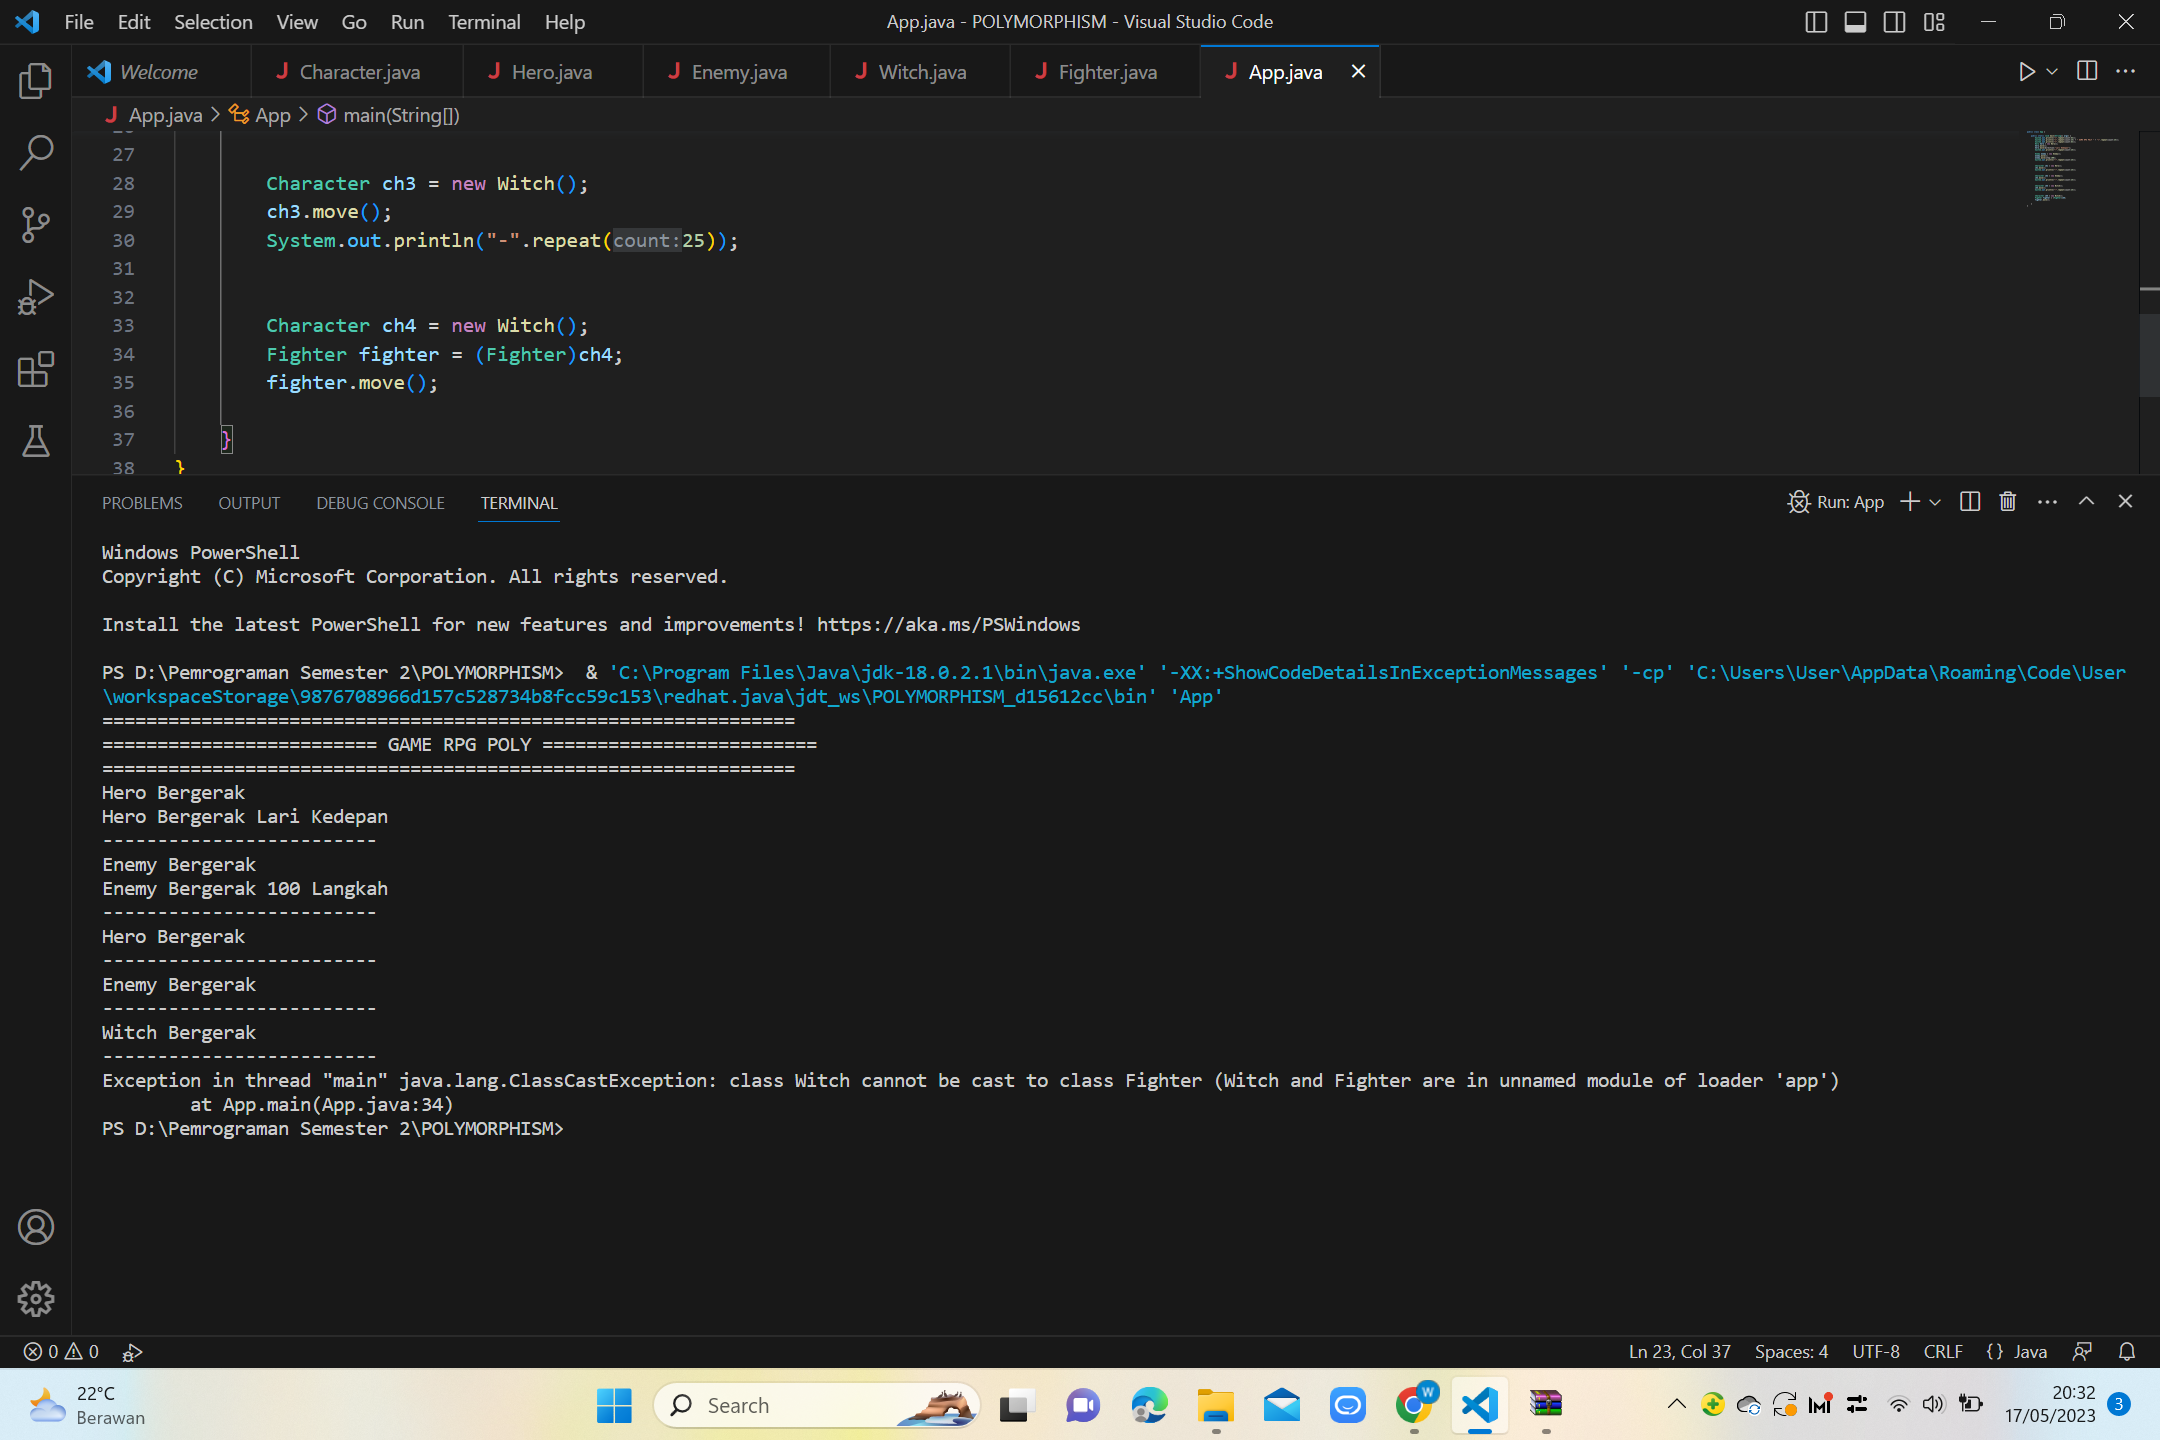 File Edit Selection View Go Run Terminal Help App.java - POLYMORPHISM - Visual Studio Code
Welcome Character.java Hero.java Enemy.java Witch.java Fighter.java App.java
App.java > App > main(String[])
27
28 Character ch3 = new Witch();
29 ch3.move();
30 System.out.println("-".repeat(count:25));
31
32
33 Character ch4 = new Witch();
34 Fighter fighter = (Fighter)ch4;
35 fighter.move();
36
37 }
38 }
PROBLEMS OUTPUT DEBUG CONSOLE TERMINAL Run: App
Windows PowerShell
Copyright (C) Microsoft Corporation. All rights reserved.
Install the latest PowerShell for new features and improvements! https://aka.ms/PSWindows
PS D:\Pemrograman Semester 2\POLYMORPHISM>  & 'C:\Program Files\Java\jdk-18.0.2.1\bin\java.exe' '-XX:+ShowCodeDetailsInExceptionMessages' '-cp' 'C:\Users\User\AppData\Roaming\Code\User
\workspaceStorage\9876708966d157c528734b8fcc59c153\redhat.java\jdt_ws\POLYMORPHISM_d15612cc\bin' 'App'
===============================================================
========================= GAME RPG POLY =========================
===============================================================
Hero Bergerak
Hero Bergerak Lari Kedepan
-------------------------
Enemy Bergerak
Enemy Bergerak 100 Langkah
-------------------------
Hero Bergerak
-------------------------
Enemy Bergerak
-------------------------
Witch Bergerak
-------------------------
Exception in thread "main" java.lang.ClassCastException: class Witch cannot be cast to class Fighter (Witch and Fighter are in unnamed module of loader 'app')
at App.main(App.java:34)
PS D:\Pemrograman Semester 2\POLYMORPHISM>
0 0 Ln 23, Col 37 Spaces: 4 UTF-8 CRLF {} Java
22°C
Berawan
Search
W
20:32
17/05/2023
3